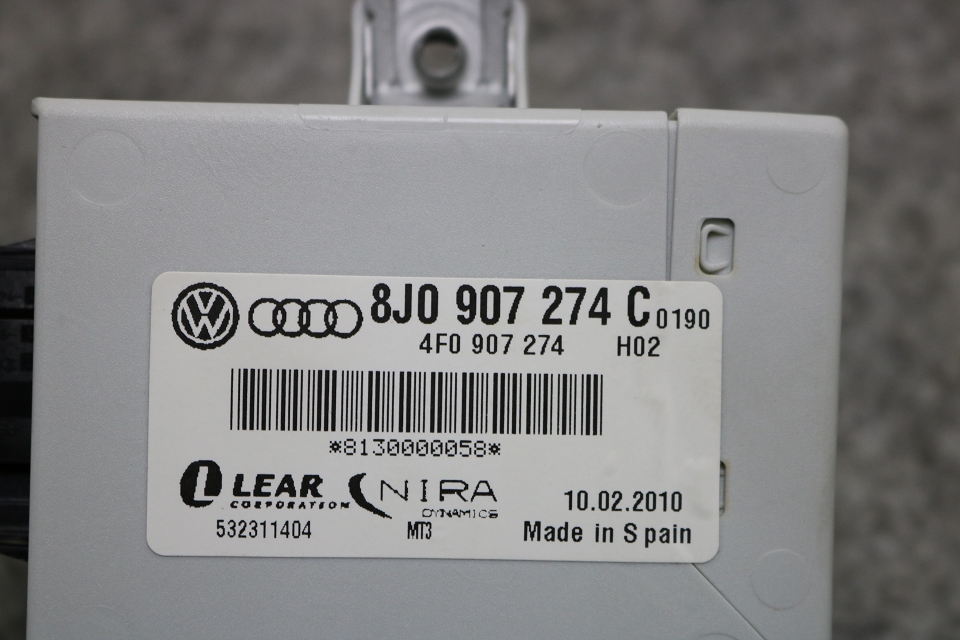 8J0 907 274 C 0190
4F0 907 274 H02
*8130000058*
LEAR NIRA
CORPORATION DYNAMICS
10.02.2010
532311404 MT3 Made in Spain